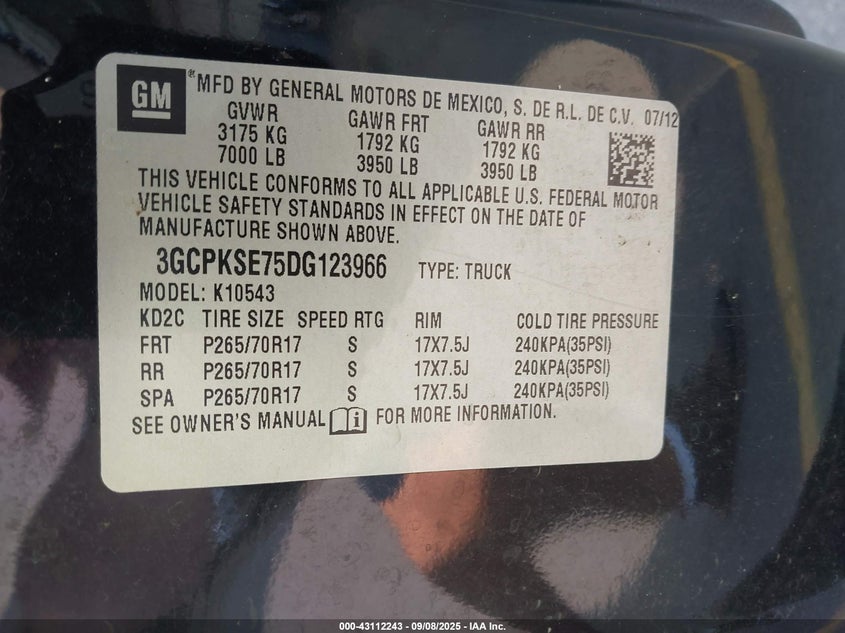 GM
*MFD BY GENERAL MOTORS DE MEXICO, S. DE R.L. DE C.V. 07/12
GVWR GAWR FRT GAWR RR
3175 KG 1792 KG 1792 KG
7000 LB 3950 LB 3950 LB
THIS VEHICLE CONFORMS TO ALL APPLICABLE U.S. FEDERAL MOTOR
VEHICLE SAFETY STANDARDS IN EFFECT ON THE DATE OF
MANUFACTURE SHOWN ABOVE.
3GCPKSE75DG123966 TYPE: TRUCK
MODEL: K10543
KD2C TIRE SIZE SPEED RTG RIM COLD TIRE PRESSURE
FRT P265/70R17 S 17X7.5J 240KPA(35PSI)
RR P265/70R17 S 17X7.5J 240KPA(35PSI)
SPA P265/70R17 S 17X7.5J 240KPA(35PSI)
SEE OWNER'S MANUAL i FOR MORE INFORMATION.
000-43112243 - 09/08/2025 - IAA Inc.